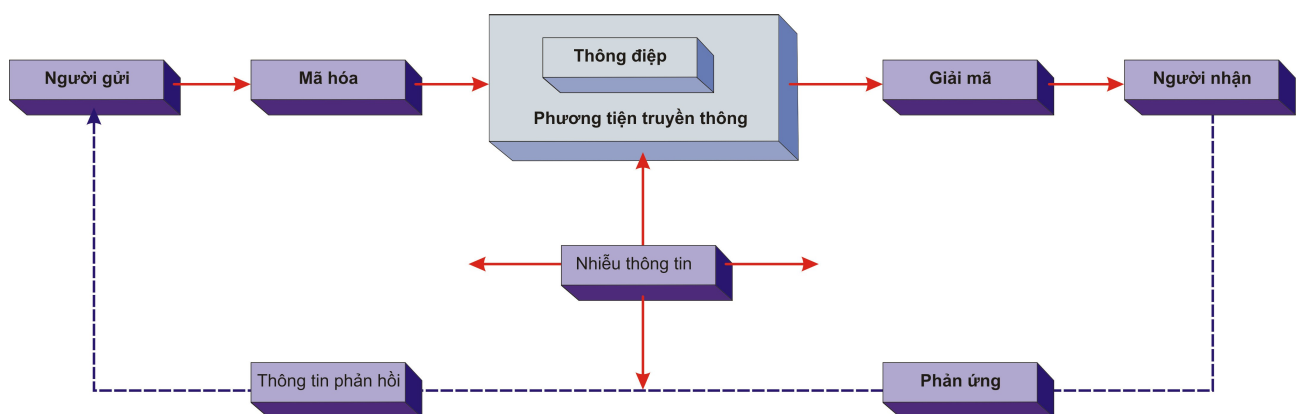 Người gửi
Mã hóa
Thông điệp
Phương tiện truyền thông
Giải mã
Người nhận
Nhiễu thông tin
Thông tin phản hồi
Phản ứng